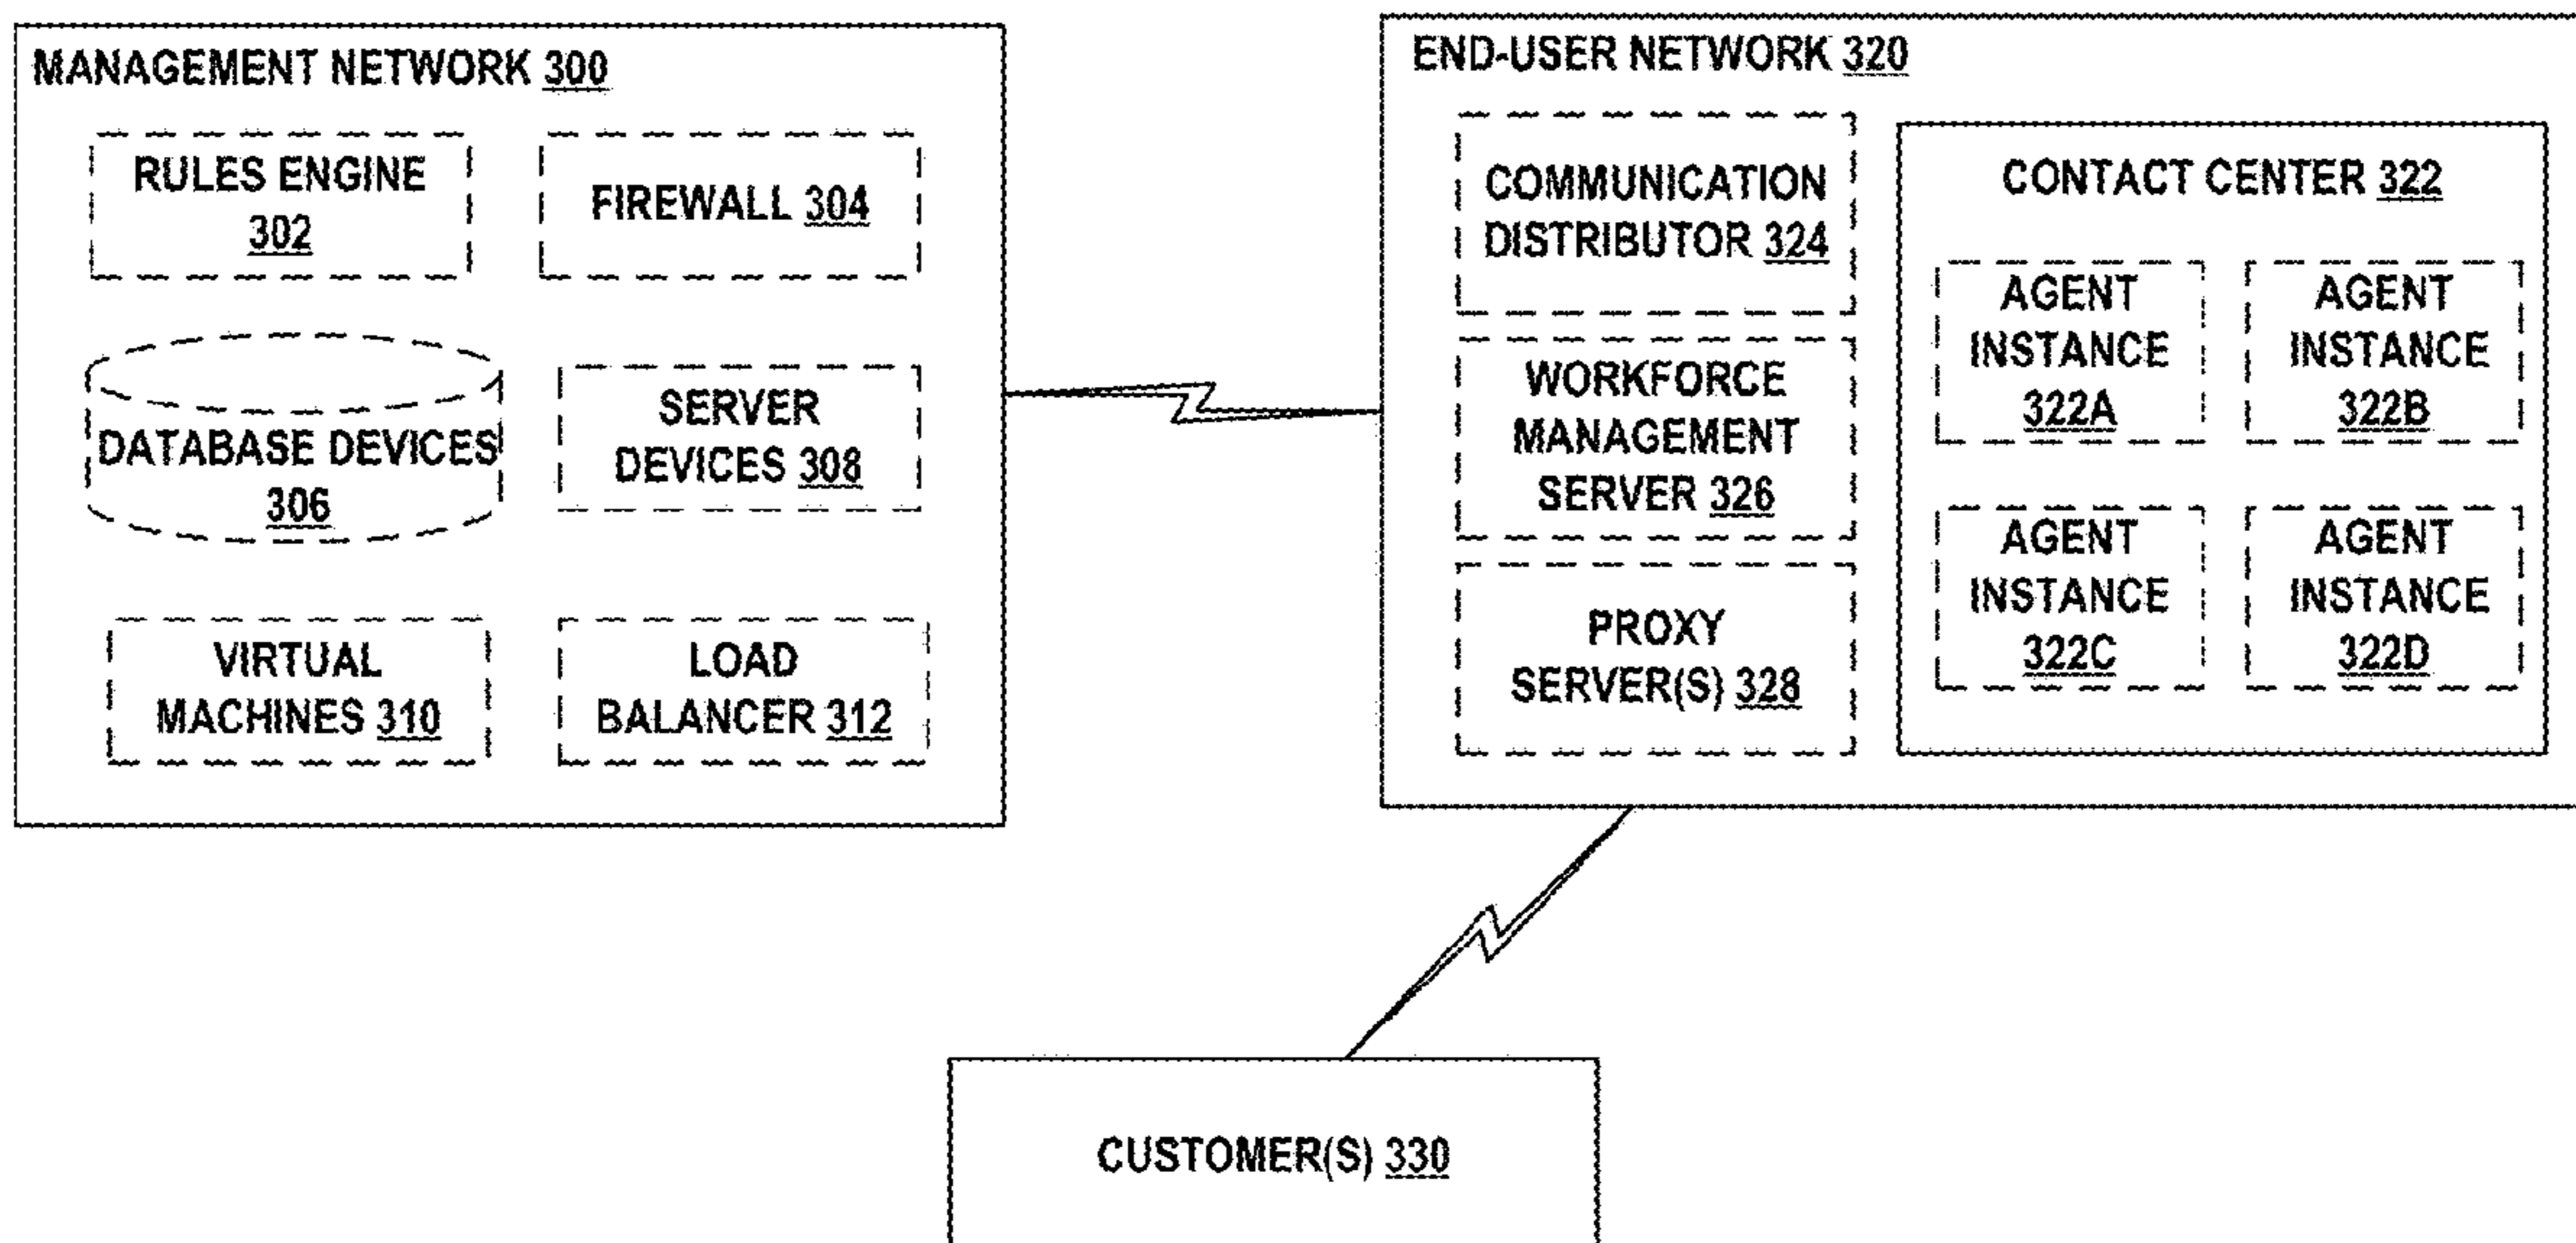 MANAGEMENT NETWORK 300
RULES ENGINE
302
FIREWALL 304
DATABASE DEVICES
306
SERVER
DEVICES 308
VIRTUAL
MACHINES 310
LOAD
BALANCER 312
END-USER NETWORK 320
COMMUNICATION
DISTRIBUTOR 324
WORKFORCE
MANAGEMENT
SERVER 326
PROXY
SERVER(S) 328
CONTACT CENTER 322
AGENT
INSTANCE
322A
AGENT
INSTANCE
322B
AGENT
INSTANCE
322C
AGENT
INSTANCE
322D
CUSTOMER(S) 330